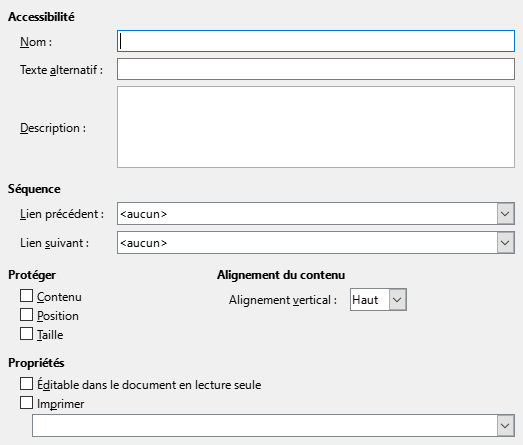 Accessibilité
Nom :
Texte alternatif :
Description :
Séquence
Lien précédent : <aucun>
Lien suivant : <aucun>
Protéger
Contenu
Position
Taille
Alignement du contenu
Alignement vertical : Haut
Propriétés
Éditable dans le document en lecture seule
Imprimer